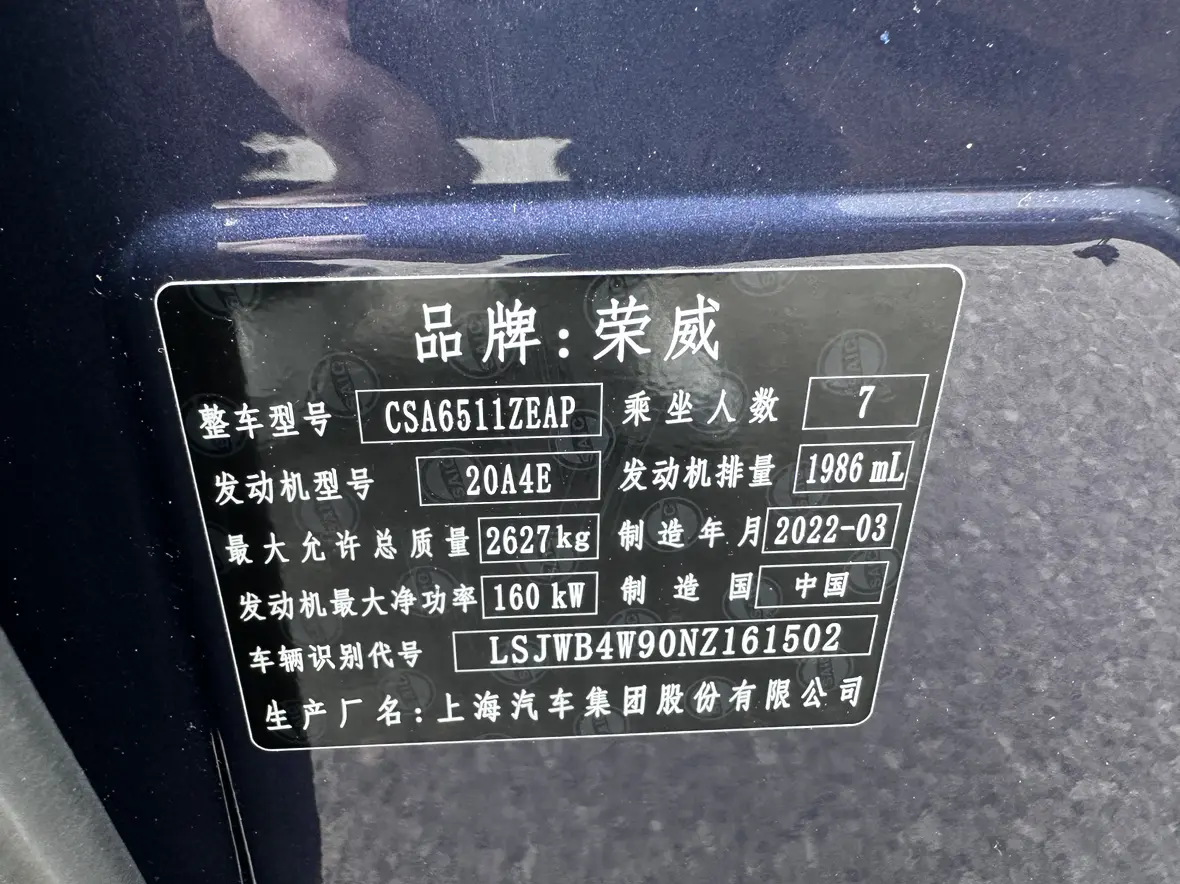 品牌:荣威
整车型号 CSA6511ZEAP 乘坐人数 7
发动机型号 20A4E 发动机排量 1986 mL
最大允许总质量 2627kg 制造年月 2022-03
发动机最大净功率 160 kW 制造国 中国
车辆识别代号 LSJWB4W90NZ161502
生产厂名:上海汽车集团股份有限公司